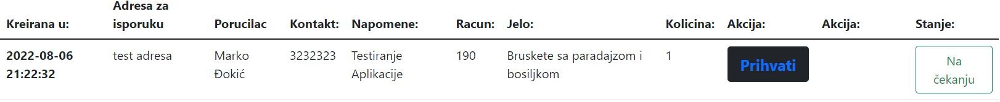 Kreirana u: Adresa za isporuku Porucilac Kontakt: Napomene: Racun: Jelo: Kolicina: Akcija: Akcija: Stanje:
2022-08-06 21:22:32 test adresa Marko Đokić 3232323 Testiranje Aplikacije 190 Bruskete sa paradajzom i bosiljkom 1 Prihvati Na čekanju